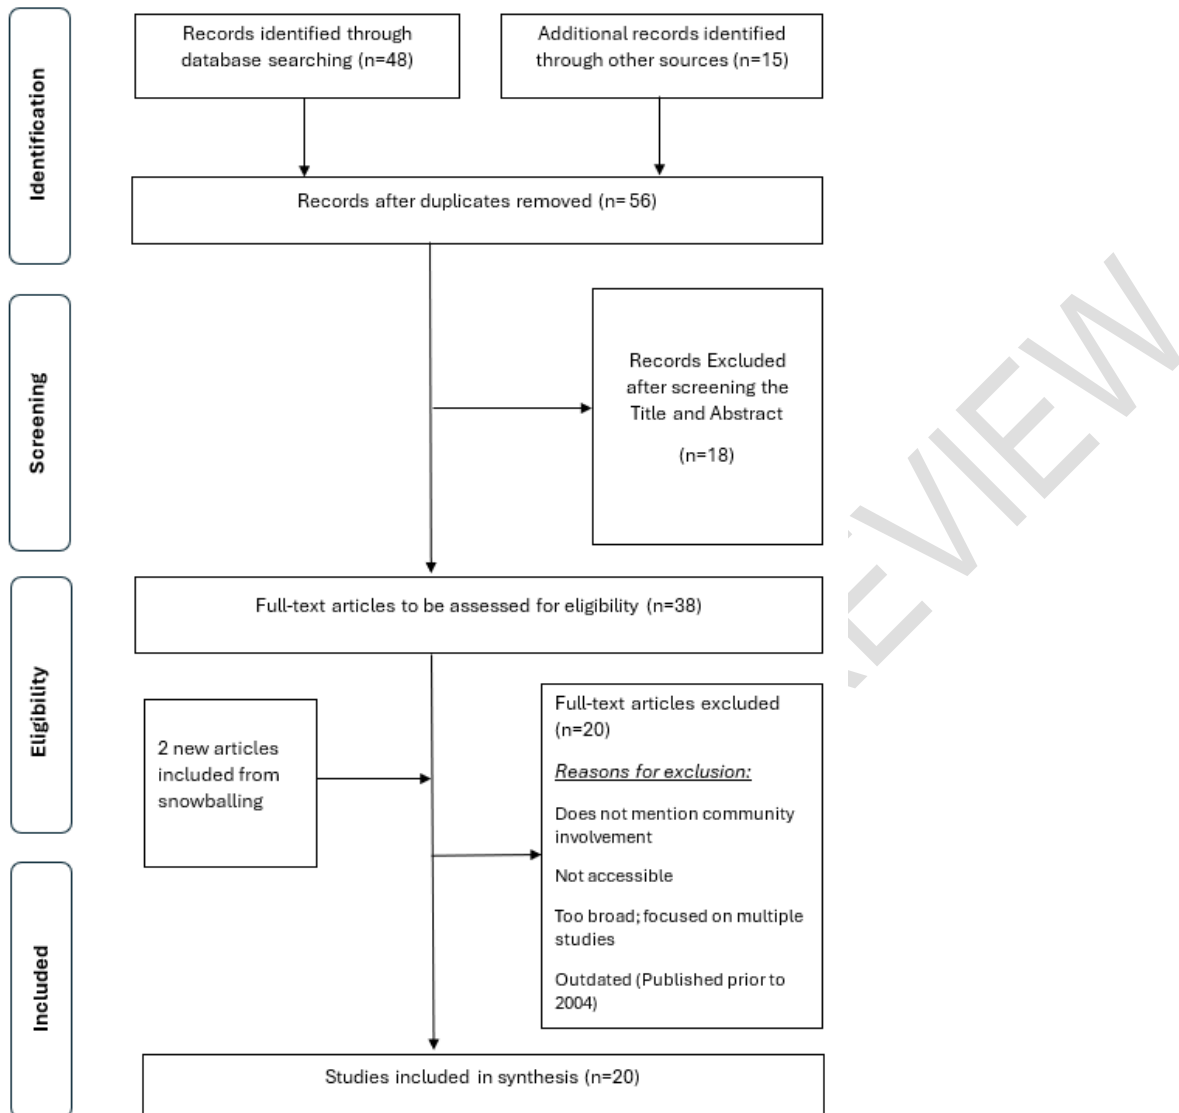 Identification
Records identified through
database searching (n=48)
Additional records identified
through other sources (n=15)
Records after duplicates removed (n= 56)
Screening
Records Excluded
after screening the
Title and Abstract
(n=18)
Eligibility
Full-text articles to be assessed for eligibility (n=38)
2 new articles
included from
snowballing
Full-text articles excluded
(n=20)
Reasons for exclusion:
Does not mention community
involvement
Not accessible
Too broad; focused on multiple
studies
Outdated (Published prior to
2004)
Included
Studies included in synthesis (n=20)